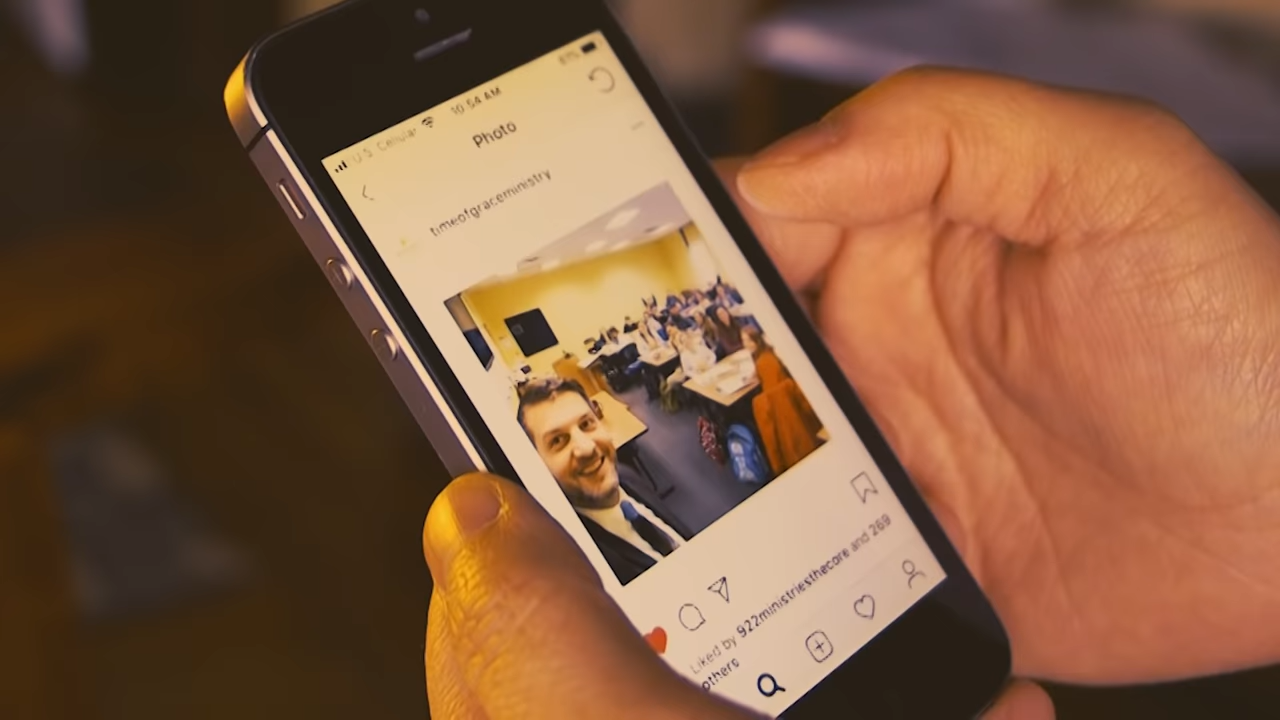 U.S. Cellular 10:54 AM
Photo
timeofgraceministry
Liked by 922ministriesthecore and 269
others